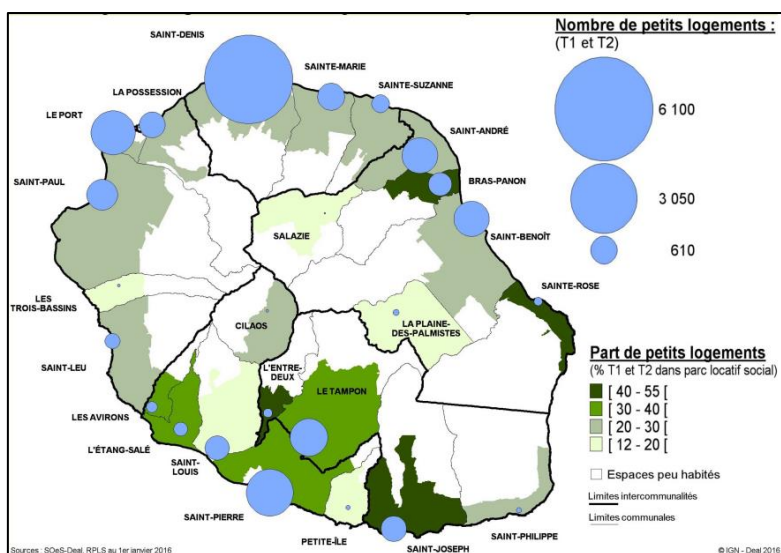 SAINT-DENIS
SAINTE-MARIE
SAINTE-SUZANNE
LA POSSESSION
LE PORT
SAINT-ANDRÉ
BRAS-PANON
SAINT-PAUL
SALAZIE
SAINT-BENOÎT
SAINTE-ROSE
LES
TROIS-BASSINS
CILAOS
LA PLAINE-
DES-PALMISTES
SAINT-LEU
L'ENTRE-
DEUX
LE TAMPON
LES AVIRONS
L'ÉTANG-SALÉ
SAINT-
LOUIS
SAINT-PIERRE
PETITE-ÎLE
SAINT-JOSEPH
SAINT-PHILIPPE
Nombre de petits logements :
(T1 et T2)
6 100
3 050
610
Part de petits logements
(% T1 et T2 dans parc locatif social)
[ 40 - 55 [
[ 30 - 40 [
[ 20 - 30 [
[ 12 - 20 [
Espaces peu habités
Limites intercommunalités
Limites communales
Sources : SOeS-Deal, RPLS au 1er janvier 2016
© IGN - Deal 2016